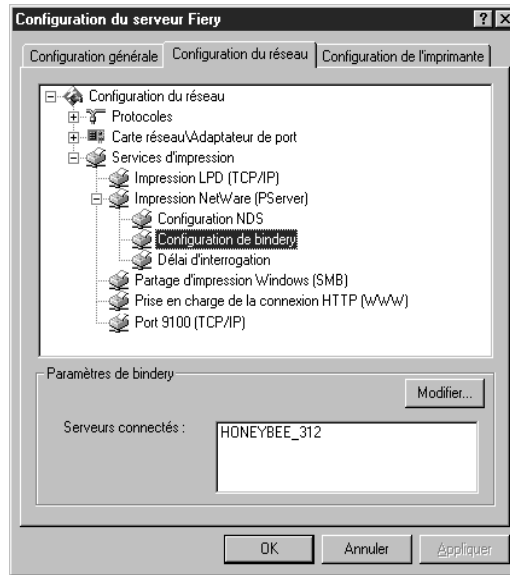 Configuration du serveur Fiery
Configuration générale Configuration du réseau Configuration de l'imprimante
Configuration du réseau
Protocoles
Carte réseau\Adaptateur de port
Services d'impression
Impression LPD (TCP/IP)
Impression NetWare (PServer)
Configuration NDS
Configuration de bindery
Délai d'interrogation
Partage d'impression Windows (SMB)
Prise en charge de la connexion HTTP (WWW)
Port 9100 (TCP/IP)
Paramètres de bindery
Modifier...
Serveurs connectés : HONEYBEE_312
OK Annuler Appliquer